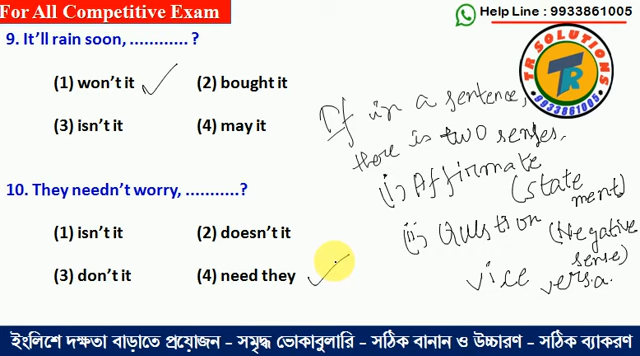 For All Competitive Exam
Help Line : 9933861005
9. It'll rain soon, ............ ?
(1) won't it
(2) bought it
(3) isn't it
(4) may it
10. They needn't worry, ...........?
(1) isn't it
(2) doesn't it
(3) don't it
(4) need they
TR SOLUTIONS
TR
9933861005
If in a sentence,
there is two senses,
(i) Affirmate
(statement)
(ii) Question (Negative
sense)
vice versa.
ইংলিশে দক্ষতা বাড়াতে প্রয়োজন - সমৃদ্ধ ভোকাবুলারি - সঠিক বানান ও উচ্চারণ - সঠিক ব্যাকরণ